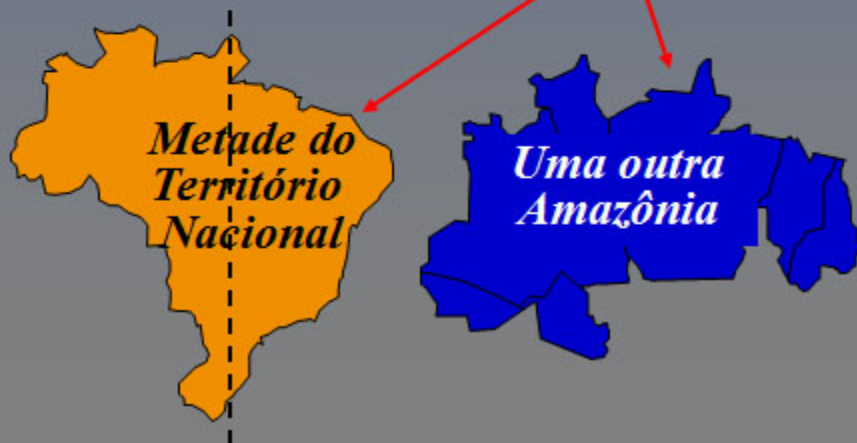 Metade do
Território
Nacional
Uma outra
Amazônia